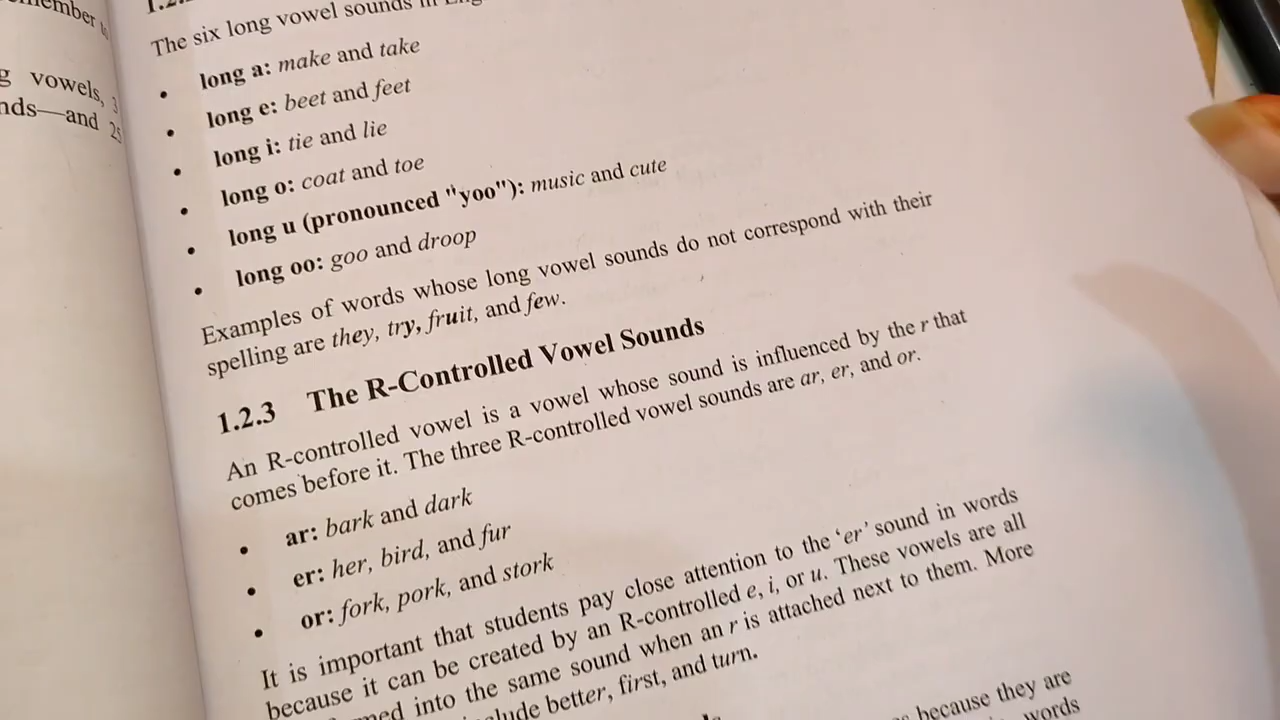 The six long vowel sounds in
• long a: make and take
• long e: beet and feet
• long i: tie and lie
• long o: coat and toe
• long u (pronounced "yoo"): music and cute
• long oo: goo and droop
Examples of words whose long vowel sounds do not correspond with their
spelling are they, try, fruit, and few.
1.2.3 The R-Controlled Vowel Sounds
An R-controlled vowel is a vowel whose sound is influenced by the r that
comes before it. The three R-controlled vowel sounds are ar, er, and or.
• ar: bark and dark
• er: her, bird, and fur
• or: fork, pork, and stork
It is important that students pay close attention to the ‘er’ sound in words
because it can be created by an R-controlled e, i, or u. These vowels are all
into the same sound when an r is attached next to them. More
better, first, and turn.
because they are
words
vowels, 3
and 25